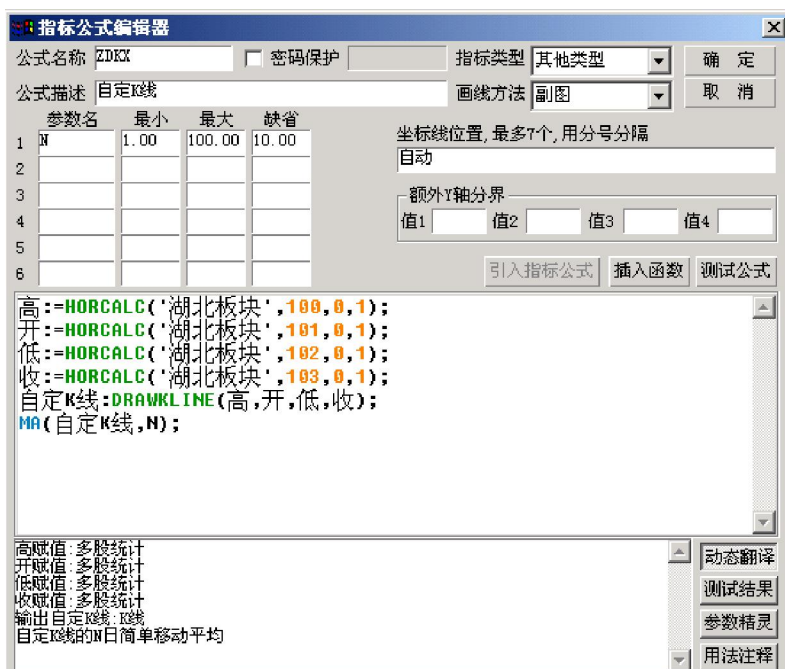 指标公式编辑器
公式名称 ZDKX 密码保护 指标类型 其他类型 确 定
公式描述 自定K线 画线方法 副图 取 消
参数名 最小 最大 缺省
坐标线位置,最多7个,用分号分隔
1 N 1.00 100.00 10.00
自动
2
3
额外Y轴分界
4
值1 值2 值3 值4
5
6
引入指标公式 插入函数 测试公式
高:=HORCALC('湖北板块',100,0,1);
开:=HORCALC('湖北板块',101,0,1);
低:=HORCALC('湖北板块',102,0,1);
收:=HORCALC('湖北板块',103,0,1);
自定K线:DRAWKLINE(高,开,低,收);
MA(自定K线,N);
高赋值:多股统计
开赋值:多股统计
低赋值:多股统计
收赋值:多股统计
输出自定K线:K线
自定K线的N日简单移动平均
动态翻译
测试结果
参数精灵
用法注释